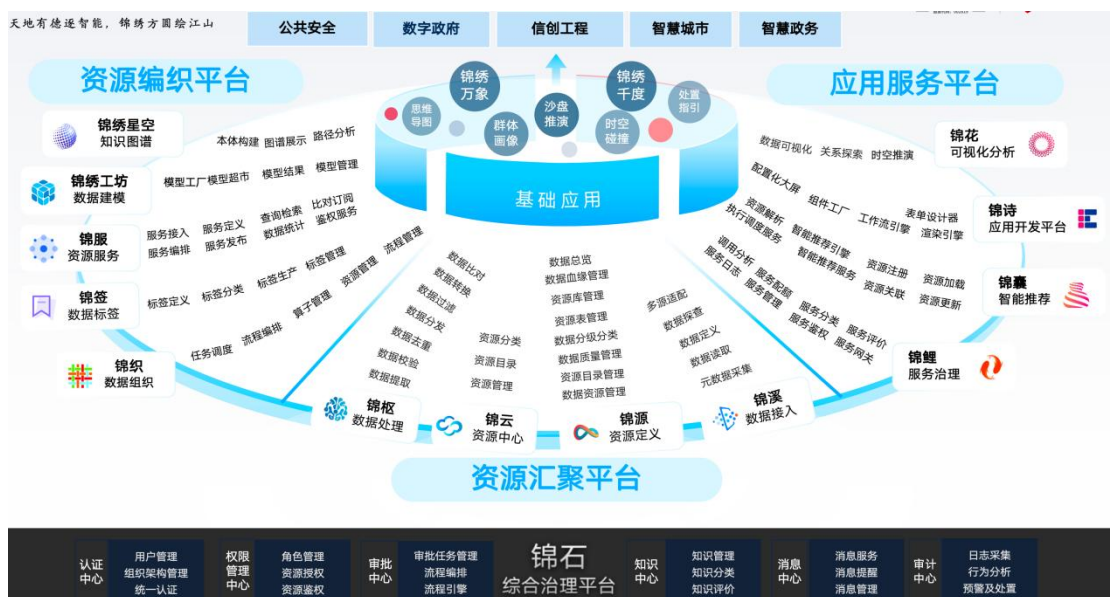 天地有德逐智能，锦绣方圆绘江山
公共安全
数字政府
信创工程
智慧城市
智慧政务
资源编织平台
应用服务平台
锦绣万象
锦绣千度
思维导图
群体画像
沙盘推演
时空碰撞
处置指引
基础应用
锦绣星空
知识图谱
本体构建 图谱展示 路径分析
锦绣工坊
数据建模
模型工厂 模型超市 模型结果 模型管理
锦服
资源服务
服务接入 服务定义 查询检索 比对订阅
服务编排 服务发布 数据统计 鉴权服务
锦签
数据标签
标签定义 标签分类 标签生产 标签管理
锦织
数据组织
任务调度 流程编排 算子管理 资源管理 流程管理
锦枢
数据处理
数据比对
数据转换
数据过滤
数据分发
数据去重
数据校验
数据提取
锦云
资源中心
资源分类
资源目录
资源管理
锦源
资源定义
数据总览
数据血缘管理
资源库管理
资源表管理
数据分级分类
数据质量管理
资源目录管理
数据资源管理
锦溪
数据接入
多源适配
数据探查
数据定义
数据读取
元数据采集
锦花
可视化分析
数据可视化 关系探索 时空推演
锦诗
应用开发平台
配置化大屏 组件工厂 工作流引擎 表单设计器 渲染引擎
锦囊
智能推荐
资源解析 智能推荐引擎 资源注册 资源加载
执行调度服务 智能推荐服务 资源关联 资源更新
锦鲤
服务治理
调用分析 服务配额 服务分类 服务评价
服务日志 服务管理 服务鉴权 服务网关
资源汇聚平台
认证中心
用户管理
组织架构管理
统一认证
权限管理中心
角色管理
资源授权
资源鉴权
审批中心
审批任务管理
流程编排
流程引擎
锦石
综合治理平台
知识中心
知识管理
知识分类
知识评价
消息中心
消息服务
消息提醒
消息管理
审计中心
日志采集
行为分析
预警及处置